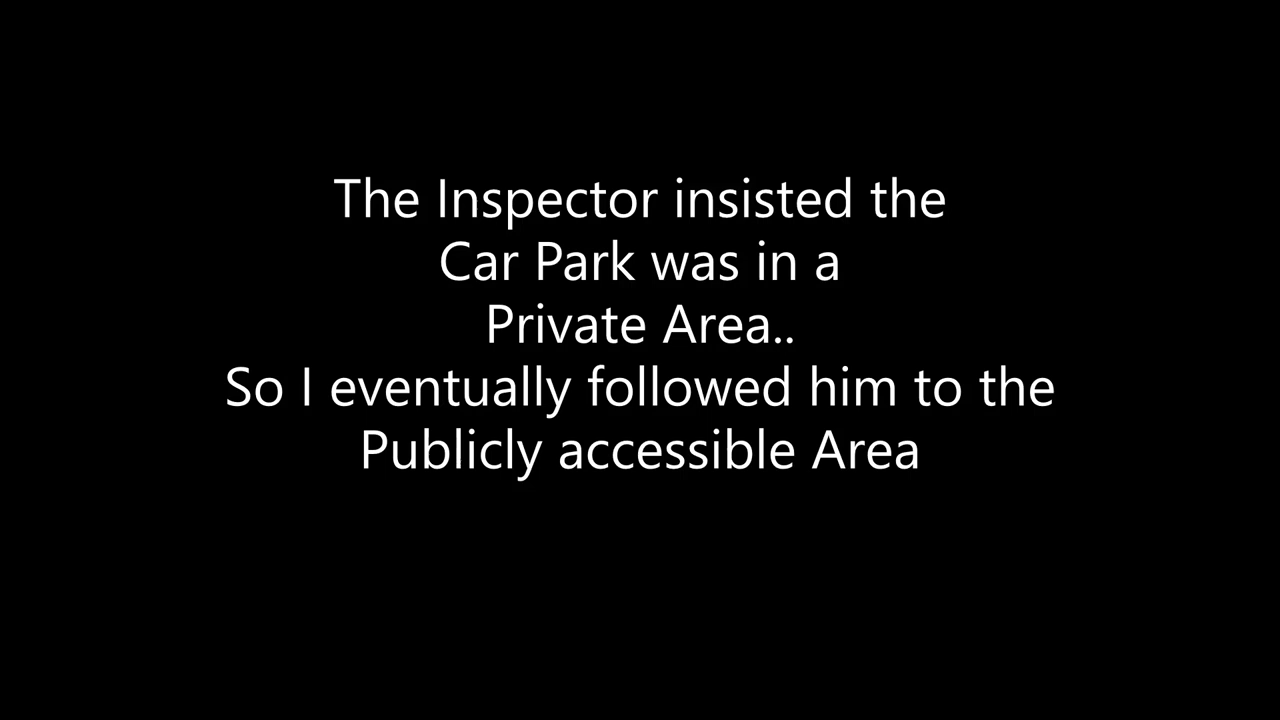 The Inspector insisted the
Car Park was in a
Private Area..
So I eventually followed him to the
Publicly accessible Area